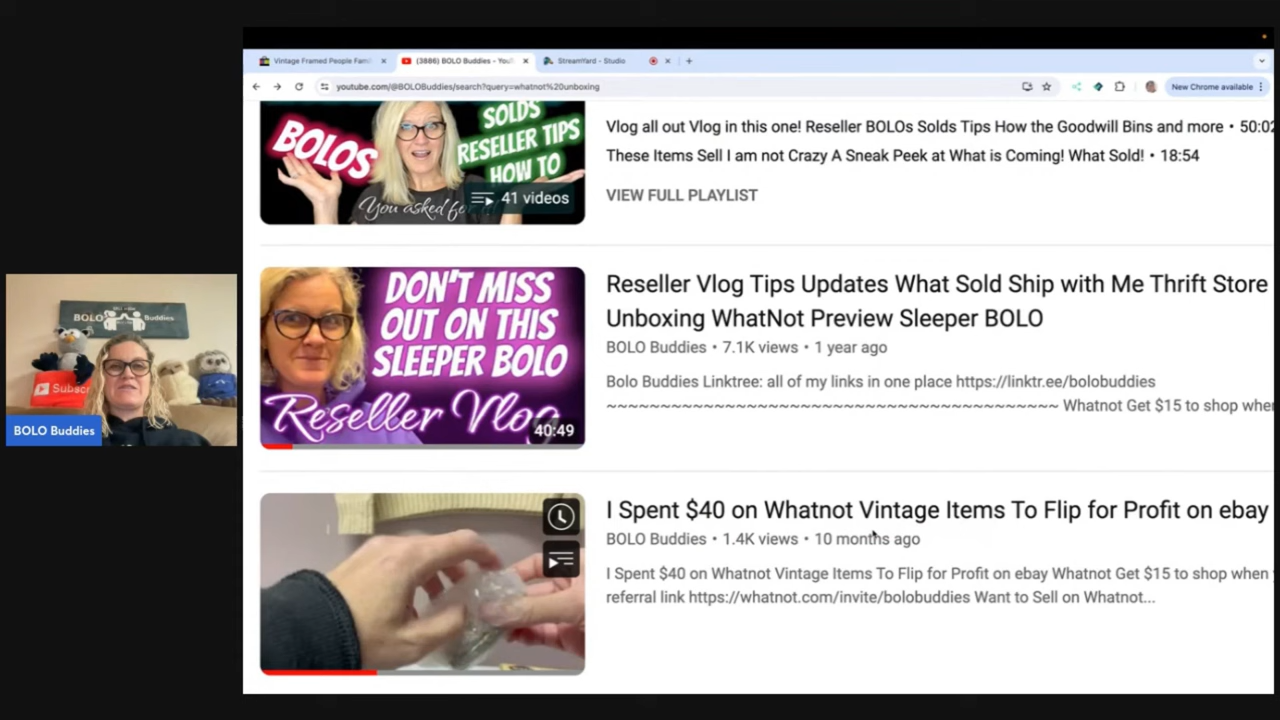 Vintage Framed People Fam
(3886) BOLO Buddies - You
StreamYard - Studio
youtube.com/@BOLOBuddies/search?query=whatnot%20unboxing
New Chrome available
BOLOS
SOLDS
RESELLER TIPS
HOW TO
You asked fo
41 videos
Vlog all out Vlog in this one! Reseller BOLOs Solds Tips How the Goodwill Bins and more • 50:02
These Items Sell I am not Crazy A Sneak Peek at What is Coming! What Sold! • 18:54
VIEW FULL PLAYLIST
DON'T MISS
OUT ON THIS
SLEEPER BOLO
Reseller Vlog
40:49
Reseller Vlog Tips Updates What Sold Ship with Me Thrift Store
Unboxing WhatNot Preview Sleeper BOLO
BOLO Buddies • 7.1K views • 1 year ago
Bolo Buddies Linktree: all of my links in one place https://linktr.ee/bolobuddies
~~~~~~~~~~~~~~~~~~~~~~~~~~~~~~~~~~~~~~~~ Whatnot Get $15 to shop when
BOLO Buddies
Subscr
BOLO Buddies
I Spent $40 on Whatnot Vintage Items To Flip for Profit on ebay
BOLO Buddies • 1.4K views • 10 months ago
I Spent $40 on Whatnot Vintage Items To Flip for Profit on ebay Whatnot Get $15 to shop when
referral link https://whatnot.com/invite/bolobuddies Want to Sell on Whatnot...